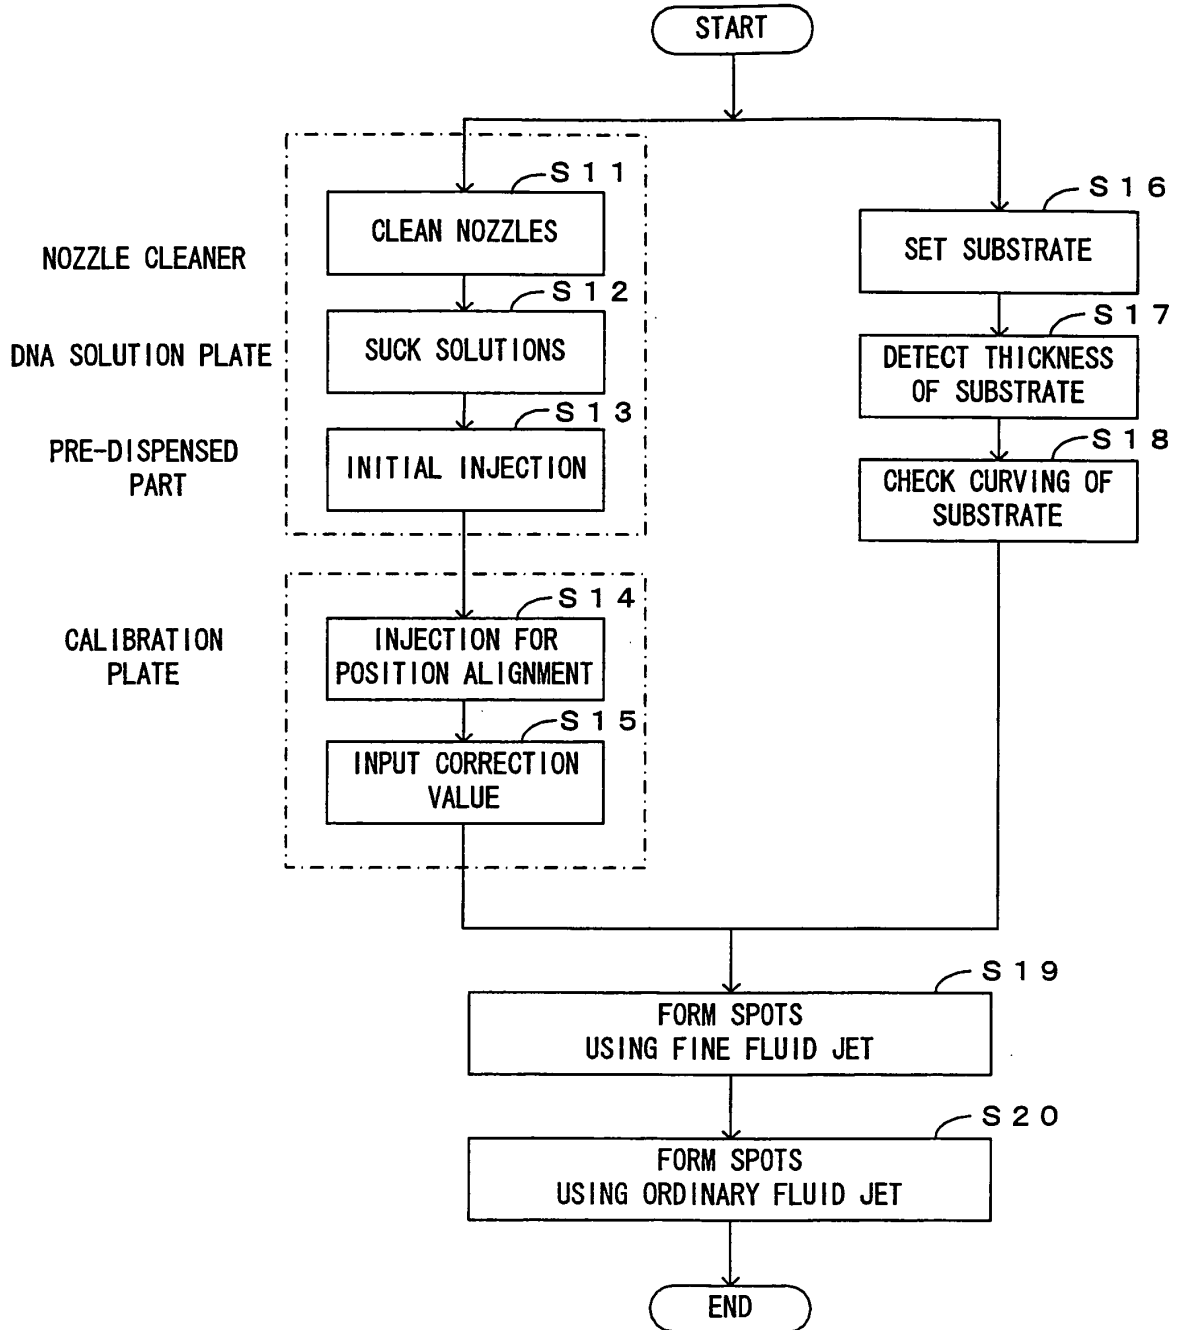 START
S11
CLEAN NOZZLES
NOZZLE CLEANER
S12
SUCK SOLUTIONS
DNA SOLUTION PLATE
S13
INITIAL INJECTION
PRE-DISPENSED
PART
S14
INJECTION FOR
POSITION ALIGNMENT
CALIBRATION
PLATE
S15
INPUT CORRECTION
VALUE
S16
SET SUBSTRATE
S17
DETECT THICKNESS
OF SUBSTRATE
S18
CHECK CURVING OF
SUBSTRATE
S19
FORM SPOTS
USING FINE FLUID JET
S20
FORM SPOTS
USING ORDINARY FLUID JET
END